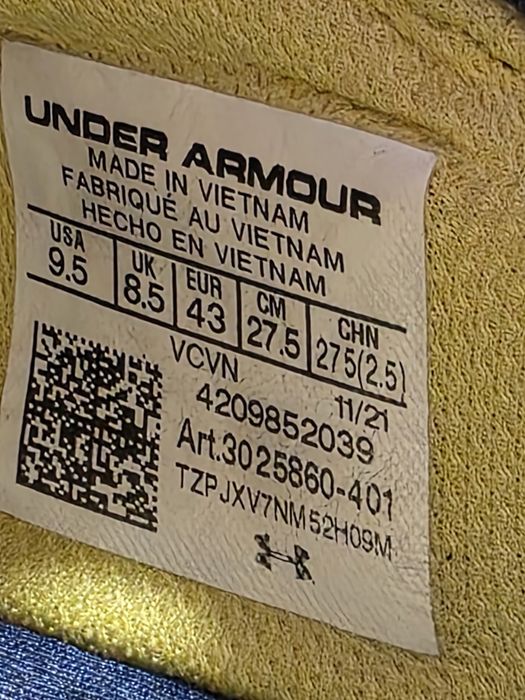 UNDER ARMOUR
MADE IN VIETNAM
FABRIQUÉ AU VIETNAM
HECHO EN VIETNAM
USA UK EUR CM CHN
9.5 8.5 43 27.5 275(2.5)
VCVN 11/21
4209852039
Art.3025860-401
TZPJXV7NM52H09M